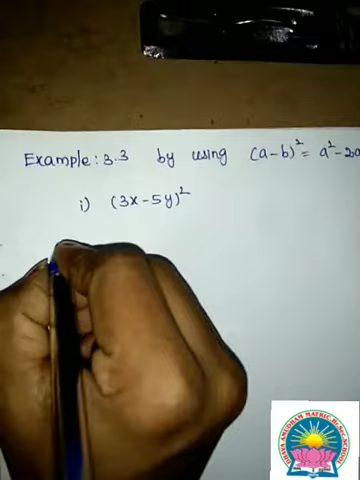 Example: 3.3 by using (a-b)² = a² - 2a
i) (3x - 5y)²